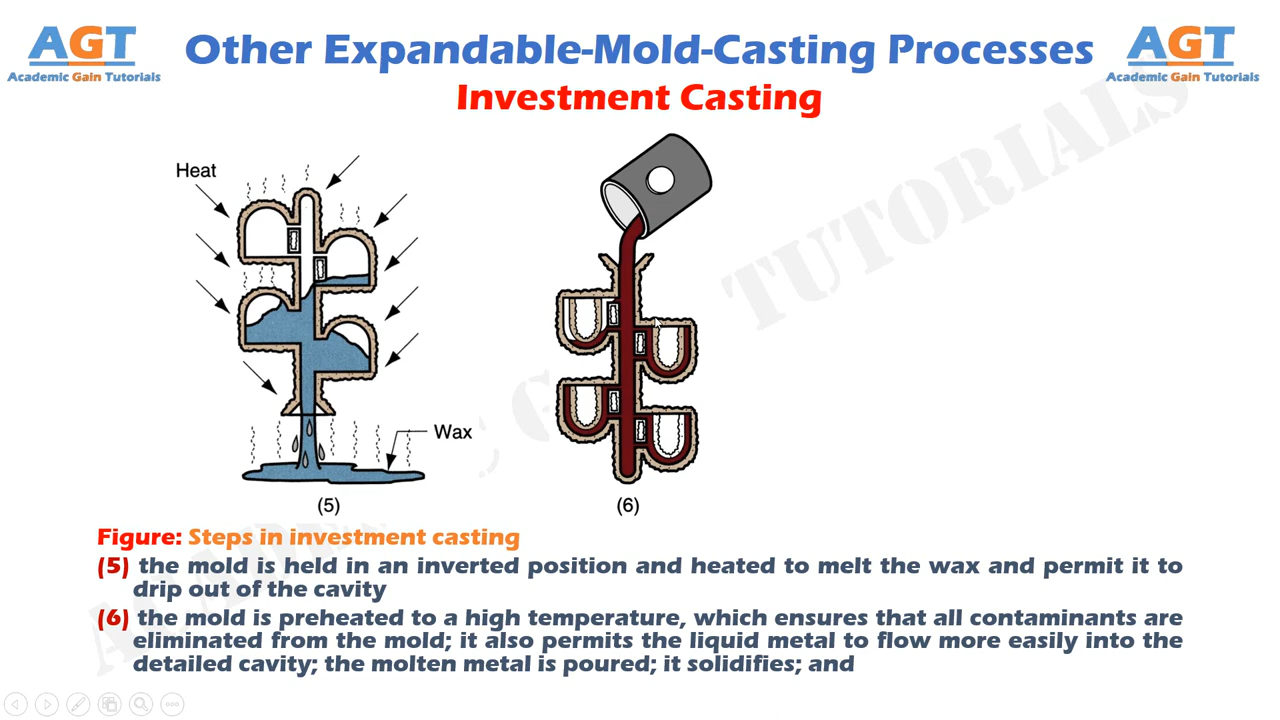 AGT
Academic Gain Tutorials
Other Expandable-Mold-Casting Processes
Investment Casting
AGT
Academic Gain Tutorials
Heat
Wax
(5)
(6)
Figure: Steps in investment casting
(5) the mold is held in an inverted position and heated to melt the wax and permit it to
drip out of the cavity
(6) the mold is preheated to a high temperature, which ensures that all contaminants are
eliminated from the mold; it also permits the liquid metal to flow more easily into the
detailed cavity; the molten metal is poured; it solidifies; and
TUTORIALS